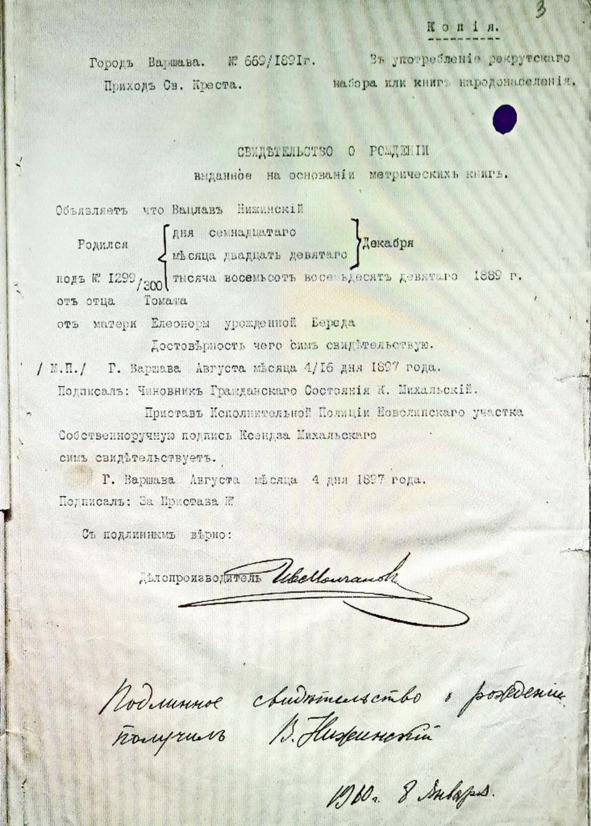 3
Копія.
Городъ Варшава. № 669/1891г. Въ употребленіе рекрутскаго
Приходъ Св. Креста. набора или книгъ народонаселенія.
СВИДѢТЕЛЬСТВО О РОЖДЕНІИ
выданное на основаніи метрическихъ книгъ.
Объявляетъ что Вацлавъ Нижинскій
Родился дня семнадцатаго
мѣсяца двадцать девятаго Декабря
подъ № 1299/300 тысяча восемьсотъ восемьдесятъ девятаго 1889 г.
отъ отца Томаша
отъ матери Елеоноры урожденной Береда
Достовѣрность чего симъ свидѣтельствую.
/М.П./ Г. Варшава Августа мѣсяца 4/16 дня 1897 года.
Подписалъ: Чиновникъ Гражданскаго Состоянія К. Михальскій.
Приставъ Исполнительной Полиціи Новолипскаго участка
Собственноручную подпись Ксендза Михальскаго
симъ свидѣтельствуетъ.
Г. Варшава Августа мѣсяца 4 дня 1897 года.
Подписалъ: За Пристава
Съ подлиннымъ вѣрно:
Дѣлопроизводитель
Подлинное свидѣтельство о рожденіи
получилъ В. Нижинскій
1910г. 8 Января.